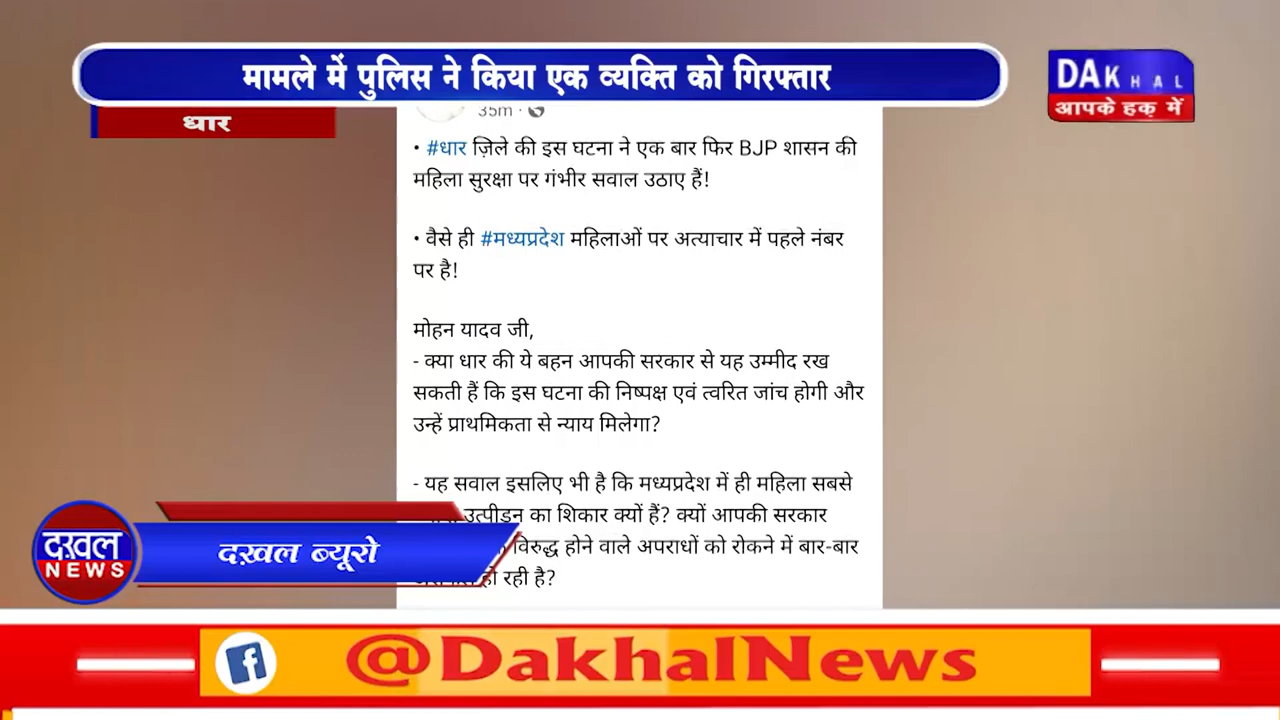 मामले में पुलिस ने किया एक व्यक्ति को गिरफ्तार
DAKHAL
आपके हक़ में
धार
35m
• #धार ज़िले की इस घटना ने एक बार फिर BJP शासन की
महिला सुरक्षा पर गंभीर सवाल उठाए हैं!
• वैसे ही #मध्यप्रदेश महिलाओं पर अत्याचार में पहले नंबर
पर है!
मोहन यादव जी,
- क्या धार की ये बहन आपकी सरकार से यह उम्मीद रख
सकती हैं कि इस घटना की निष्पक्ष एवं त्वरित जांच होगी और
उन्हें प्राथमिकता से न्याय मिलेगा?
- यह सवाल इसलिए भी है कि मध्यप्रदेश में ही महिला सबसे
उत्पीड़न का शिकार क्यों हैं? क्यों आपकी सरकार
विरुद्ध होने वाले अपराधों को रोकने में बार-बार
हो रही है?
दख़ल
NEWS
दख़ल ब्यूरो
@DakhalNews